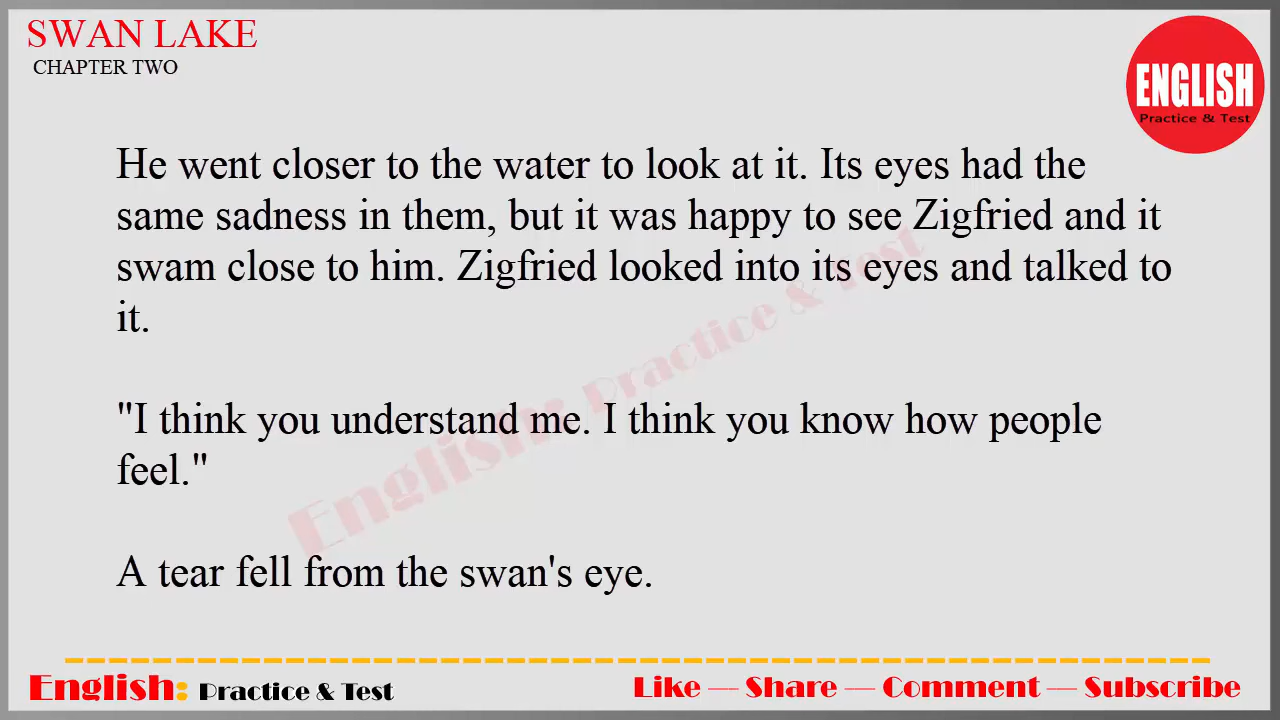 SWAN LAKE
CHAPTER TWO
ENGLISH
Practice & Test
He went closer to the water to look at it. Its eyes had the
same sadness in them, but it was happy to see Zigfried and it
swam close to him. Zigfried looked into its eyes and talked to
it.
"I think you understand me. I think you know how people
feel."
A tear fell from the swan's eye.
English: Practice & Test
English: Practice & Test
Like — Share — Comment — Subscribe